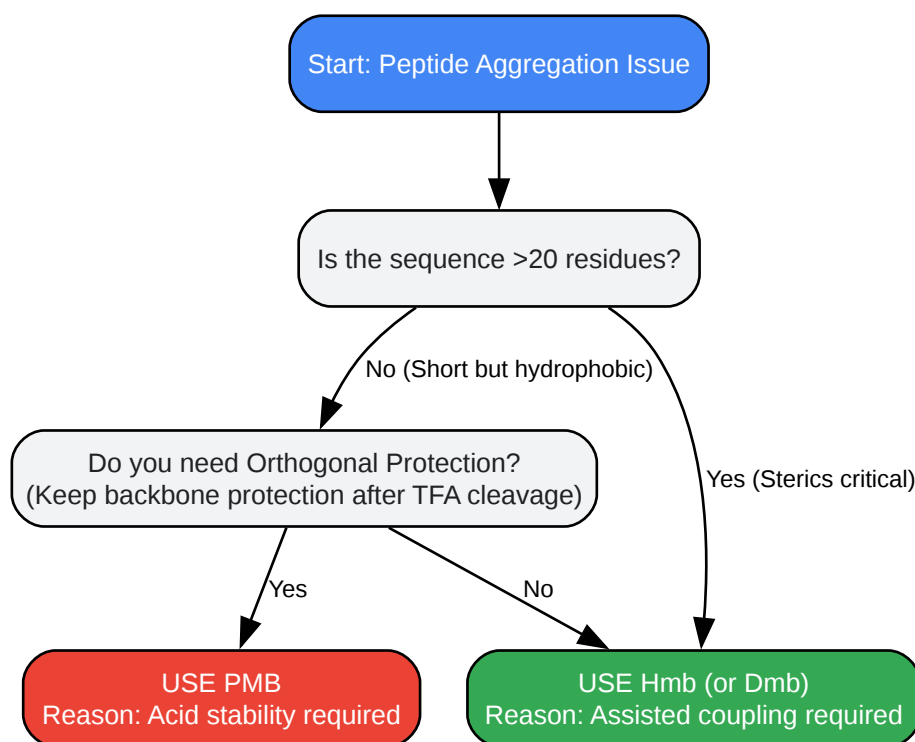 Start: Peptide Aggregation Issue
Is the sequence >20 residues?
No (Short but hydrophobic)
Do you need Orthogonal Protection?
(Keep backbone protection after TFA cleavage)
Yes (Sterics critical)
Yes
No
USE PMB
Reason: Acid stability required
USE Hmb (or Dmb)
Reason: Assisted coupling required